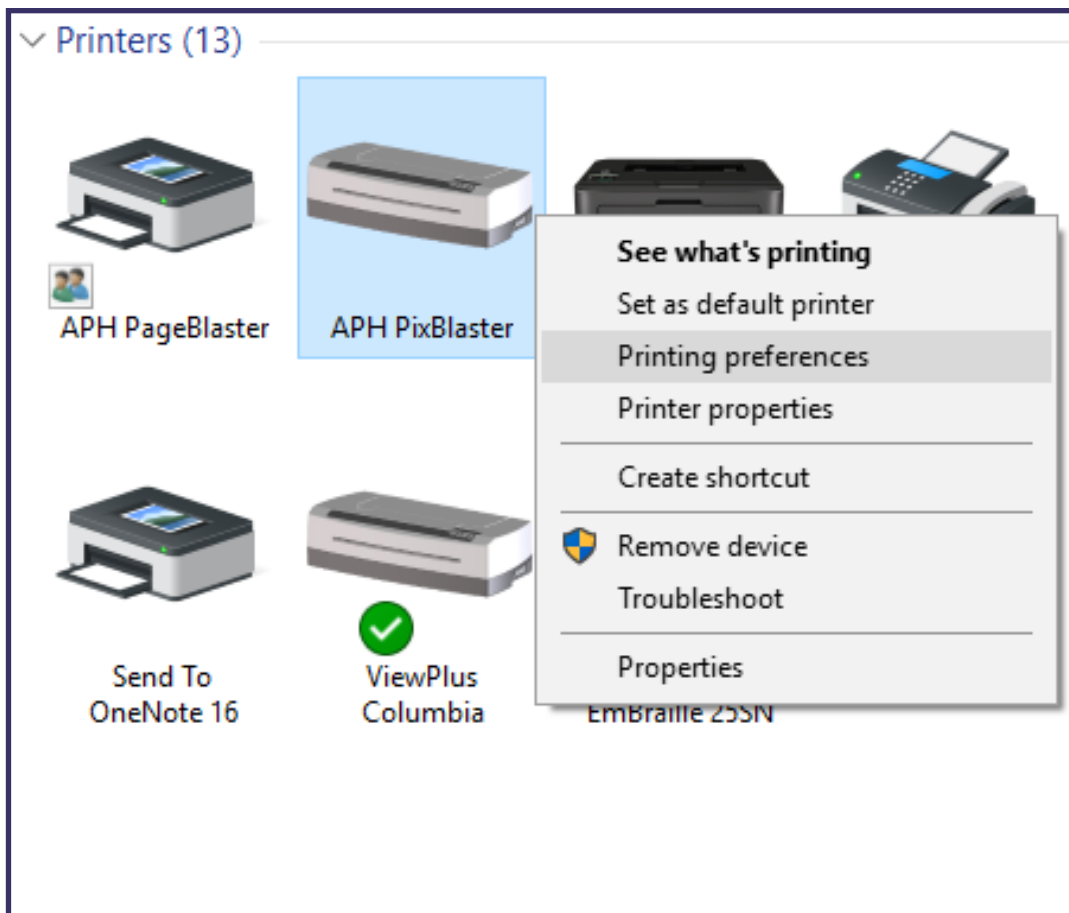 Printers (13)
APH PageBlaster
APH PixBlaster
See what's printing
Set as default printer
Printing preferences
Printer properties
Create shortcut
Remove device
Troubleshoot
Properties
Send To
OneNote 16
ViewPlus
Columbia
EmBraille 25SN